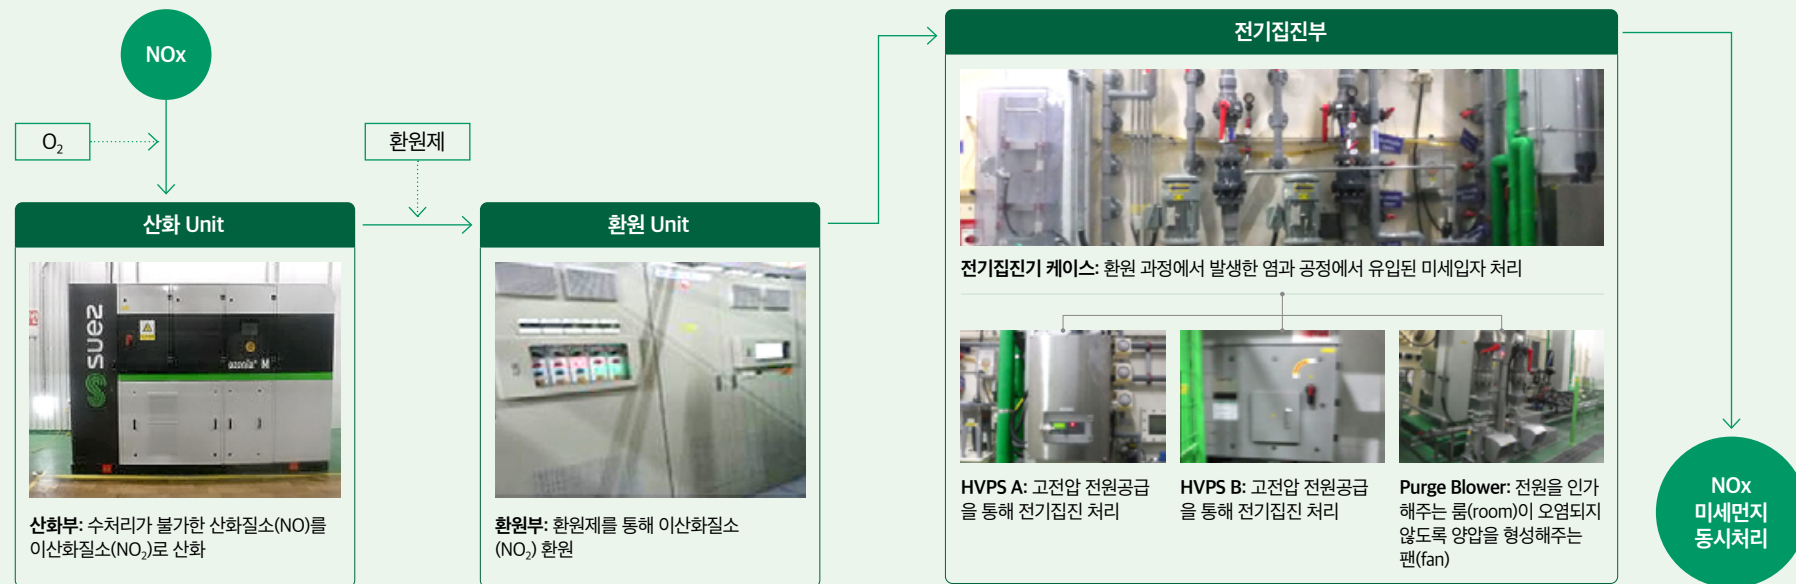 NOx
O₂
환원제
산화 Unit
suez
ozonia® M
산화부: 수처리가 불가한 산화질소(NO)를
이산화질소(NO₂)로 산화
환원 Unit
환원부: 환원제를 통해 이산화질소
(NO₂) 환원
전기집진부
전기집진기 케이스: 환원 과정에서 발생한 염과 공정에서 유입된 미세입자 처리
HVPS A: 고전압 전원공급
을 통해 전기집진 처리
HVPS B: 고전압 전원공급
을 통해 전기집진 처리
Purge Blower: 전원을 인가
해주는 룸(room)이 오염되지
않도록 양압을 형성해주는
팬(fan)
NOx
미세먼지
동시처리